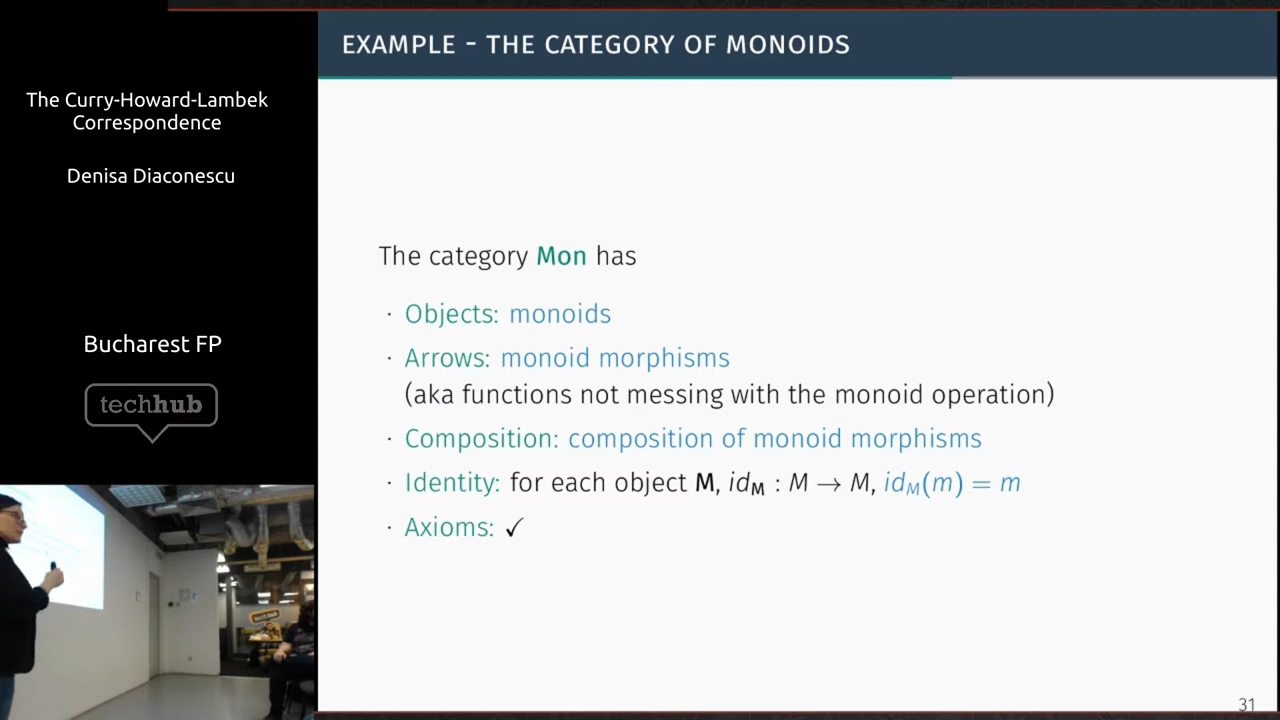 The Curry-Howard-Lambek
Correspondence
Denisa Diaconescu
Bucharest FP
techhub
EXAMPLE - THE CATEGORY OF MONOIDS
The category Mon has
· Objects: monoids
· Arrows: monoid morphisms
(aka functions not messing with the monoid operation)
· Composition: composition of monoid morphisms
· Identity: for each object M, id_M : M → M, id_M(m) = m
· Axioms: ✓
31